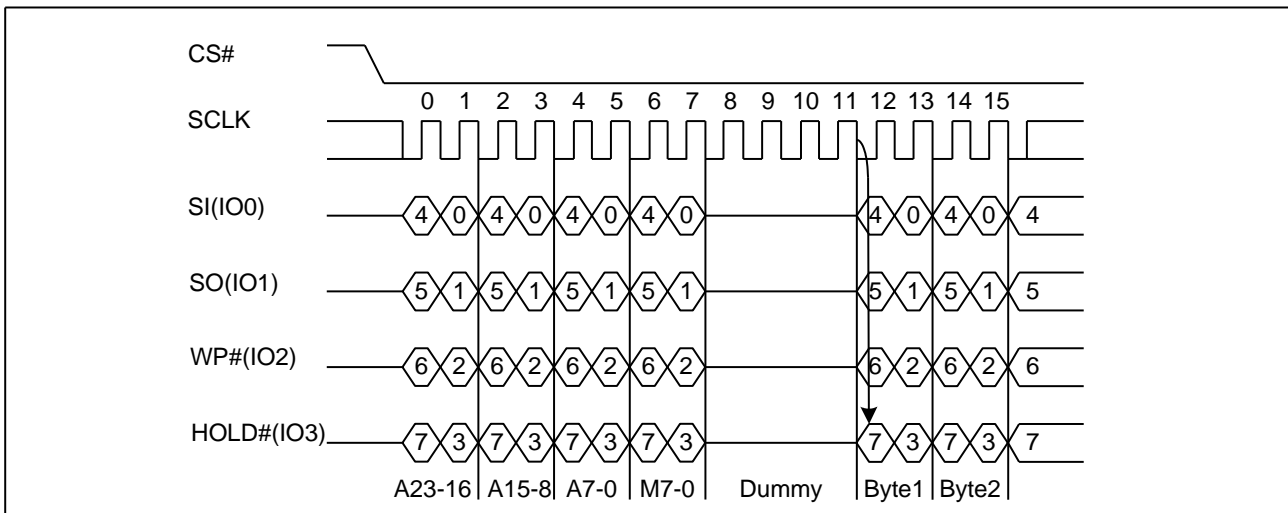 CS#
0 1 2 3 4 5 6 7 8 9 10 11 12 13 14 15
SCLK
SI(IO0) 4 0 4 0 4 0 4 0 4 0 4 0 4
SO(IO1) 5 1 5 1 5 1 5 1 5 1 5 1 5
WP#(IO2) 6 2 6 2 6 2 6 2 6 2 6 2 6
HOLD#(IO3) 7 3 7 3 7 3 7 3 7 3 7 3 7
A23-16 A15-8 A7-0 M7-0 Dummy Byte1 Byte2